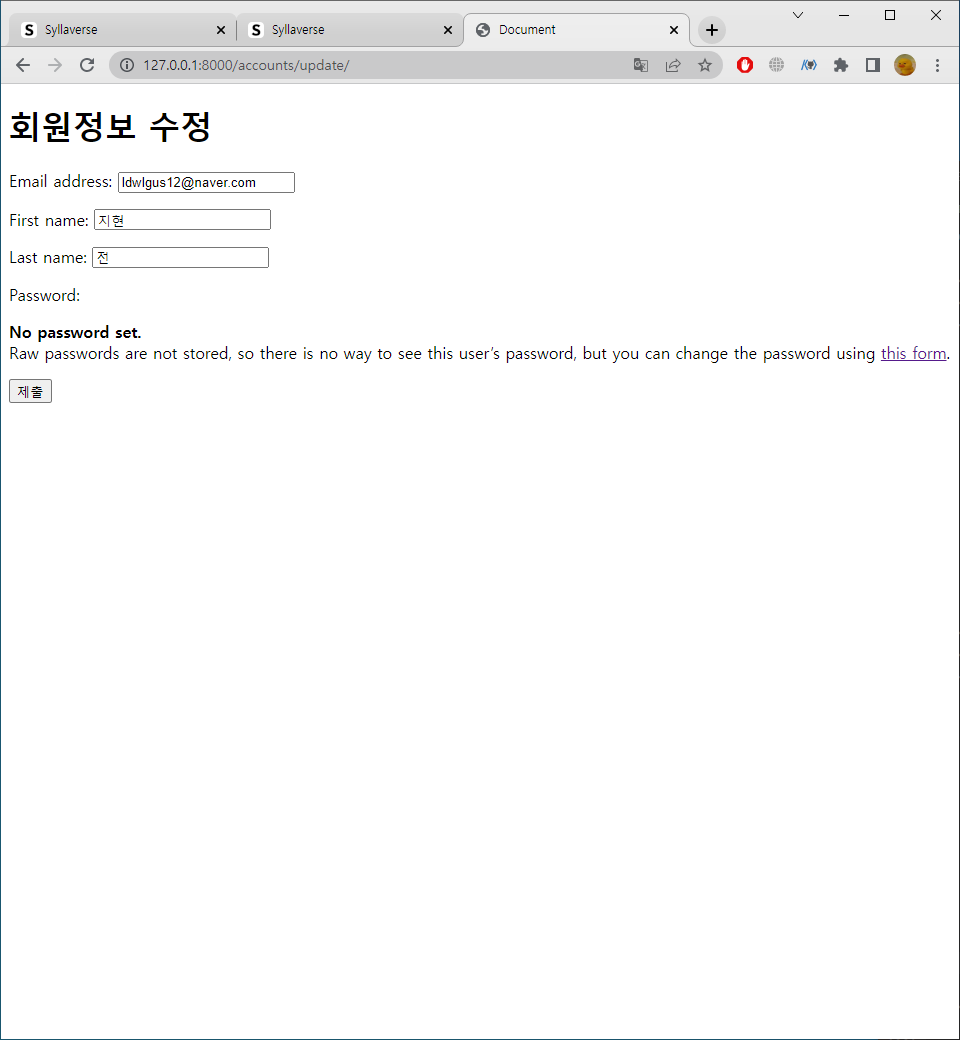 Syllaverse
Syllaverse
Document
127.0.0.1:8000/accounts/update/
회원정보 수정
Email address: ldwlgus12@naver.com
First name: 지현
Last name: 전
Password:
No password set.
Raw passwords are not stored, so there is no way to see this user’s password, but you can change the password using this form.
제출